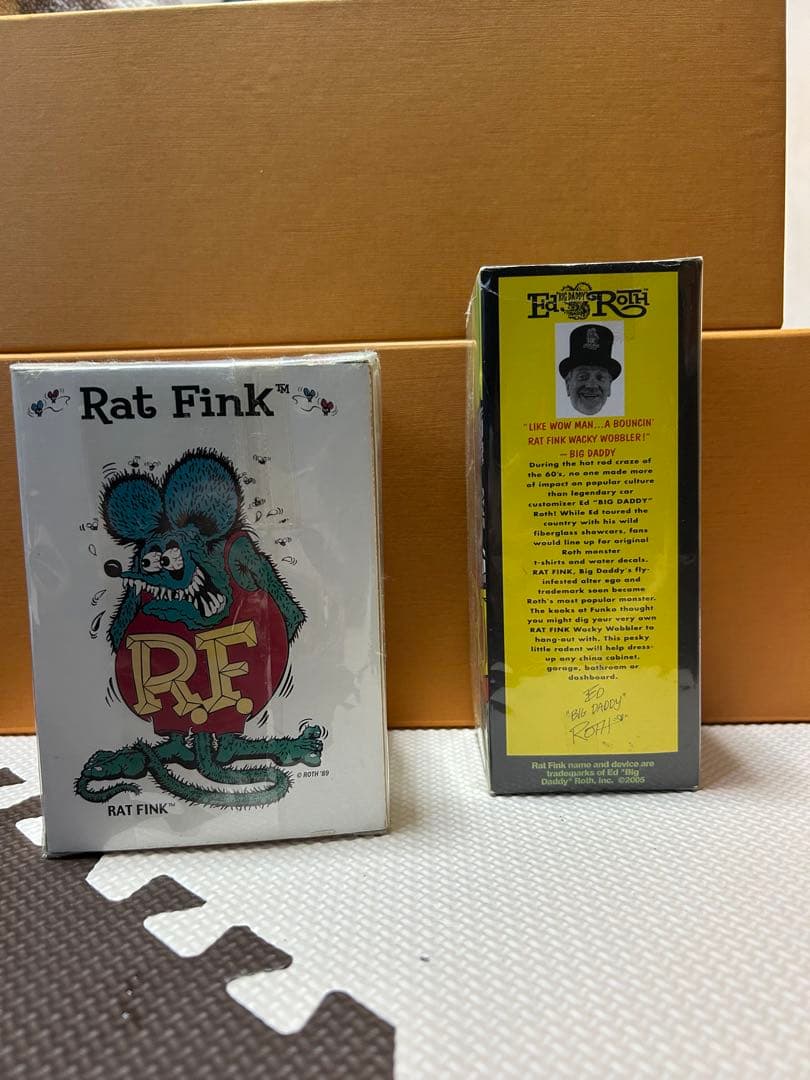 Rat Fink™
R.F.
© ROTH '89
RAT FINK™
Ed "BIG DADDY" Roth™
"LIKE WOW MAN...A BOUNCIN'
RAT FINK WACKY WOBBLER!"
— BIG DADDY
During the hot rod craze of
the 60's, no one made more
of impact on popular culture
than legendary car
customizer Ed "BIG DADDY"
Roth! While Ed toured the
country with his wild
fiberglass showcars, fans
would line up for original
Roth monster
t-shirts and water decals.
RAT FINK, Big Daddy's fly-
infested alter ego and
trademark soon became
Roth's most popular monster.
The kooks at Funko thought
you might dig your very own
RAT FINK Wacky Wobbler to
hang-out with. This pesky
little rodent will help dress-
up any china cabinet,
garage, bathroom or
dashboard.
ED
"BIG DADDY"
ROTH
Rat Fink name and device are
trademarks of Ed "Big
Daddy" Roth, Inc. ©2005